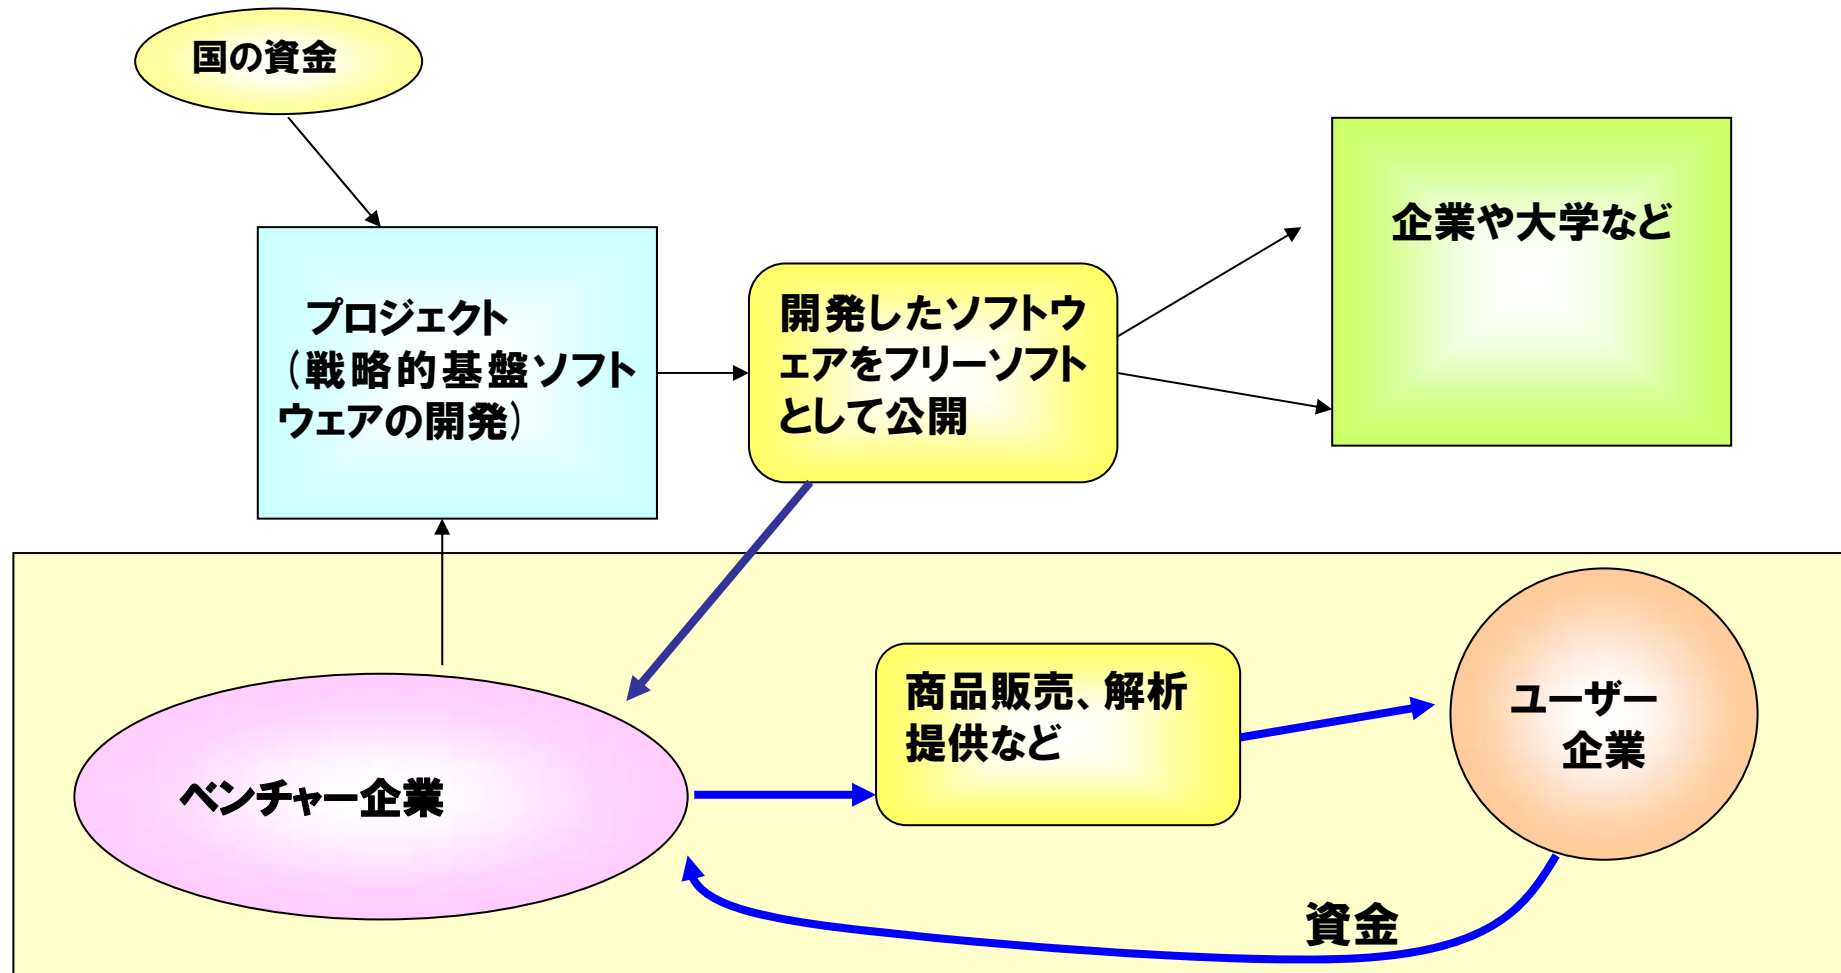 国の資金
企業や大学など
プロジェクト
（戦略的基盤ソフト
ウェアの開発）
開発したソフトウ
ェアをフリーソフト
として公開
商品販売、解析
提供など
ユーザー
企業
ベンチャー企業
資金